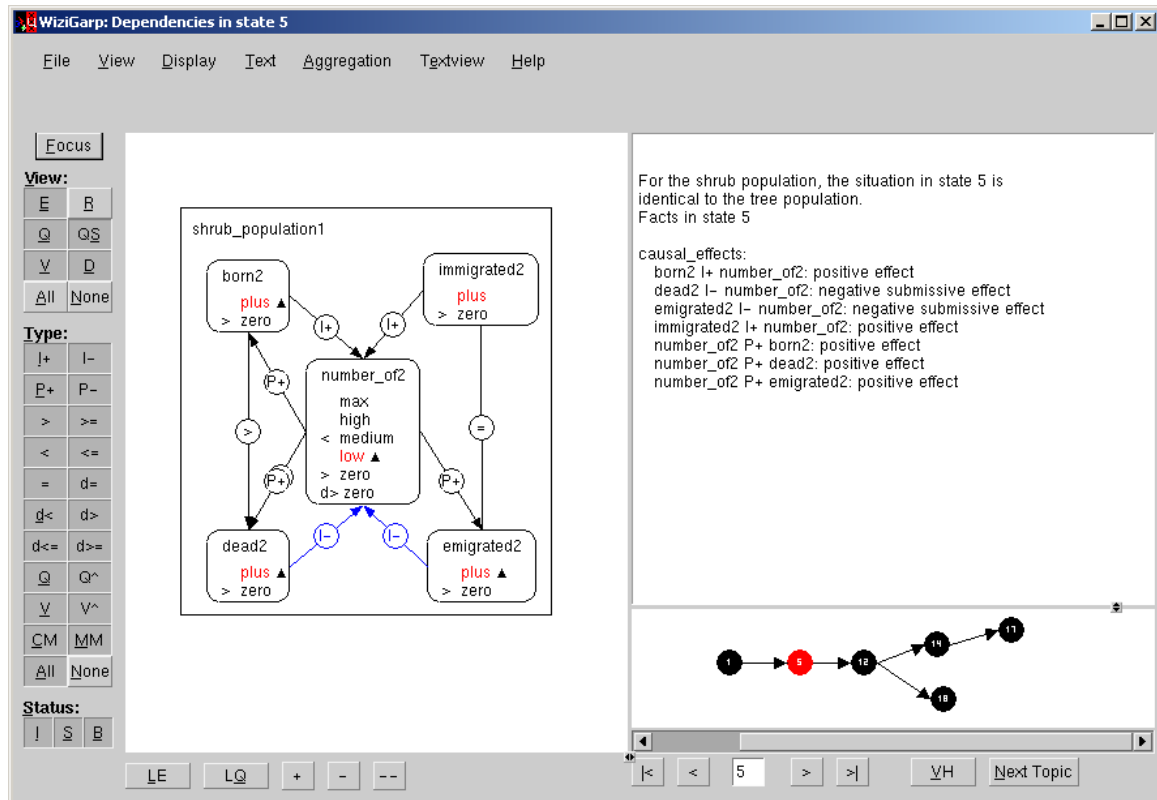 WiziGarp: Dependencies in state 5
File View Display Text Aggregation Textview Help
Focus
View:
E R
Q QS
V D
All None
Type:
I+ I-
P+ P-
> >=
< <=
= d=
d< d>
d<= d>=
Q Q^
V V^
CM MM
All None
Status:
I S B
shrub_population1
born2
plus ▲
> zero
immigrated2
plus
> zero
I+ I+
number_of2
max
high
< medium
low ▲
> zero
d> zero
P+
>
=
P+ P+
I- I-
dead2
plus ▲
> zero
emigrated2
plus ▲
> zero
LE LQ + - --
For the shrub population, the situation in state 5 is
identical to the tree population.
Facts in state 5
causal_effects:
born2 I+ number_of2: positive effect
dead2 I- number_of2: negative submissive effect
emigrated2 I- number_of2: negative submissive effect
immigrated2 I+ number_of2: positive effect
number_of2 P+ born2: positive effect
number_of2 P+ dead2: positive effect
number_of2 P+ emigrated2: positive effect
1 5 12 14 17
18
|< < 5 > >| VH Next Topic